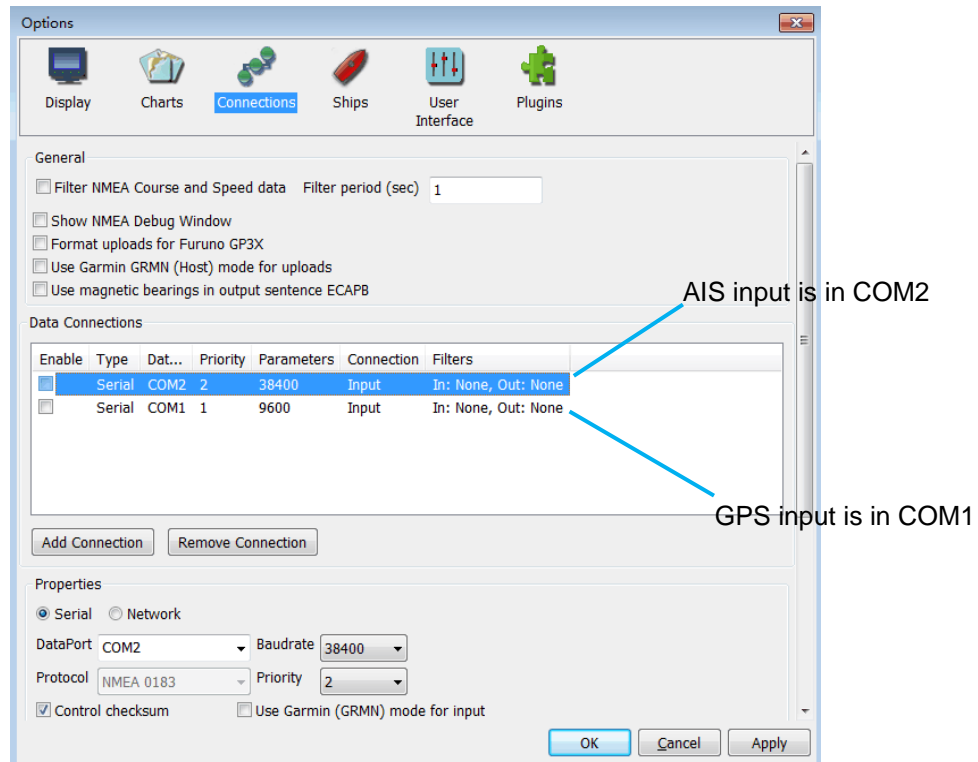 Options
Display Charts Connections Ships User Interface Plugins
General
Filter NMEA Course and Speed data Filter period (sec) 1
Show NMEA Debug Window
Format uploads for Furuno GP3X
Use Garmin GRMN (Host) mode for uploads
Use magnetic bearings in output sentence ECAPB
AIS input is in COM2
Data Connections
Enable Type Dat... Priority Parameters Connection Filters
Serial COM2 2 38400 Input In: None, Out: None
Serial COM1 1 9600 Input In: None, Out: None
GPS input is in COM1
Add Connection Remove Connection
Properties
Serial Network
DataPort COM2 Baudrate 38400
Protocol NMEA 0183 Priority 2
Control checksum Use Garmin (GRMN) mode for input
OK Cancel Apply